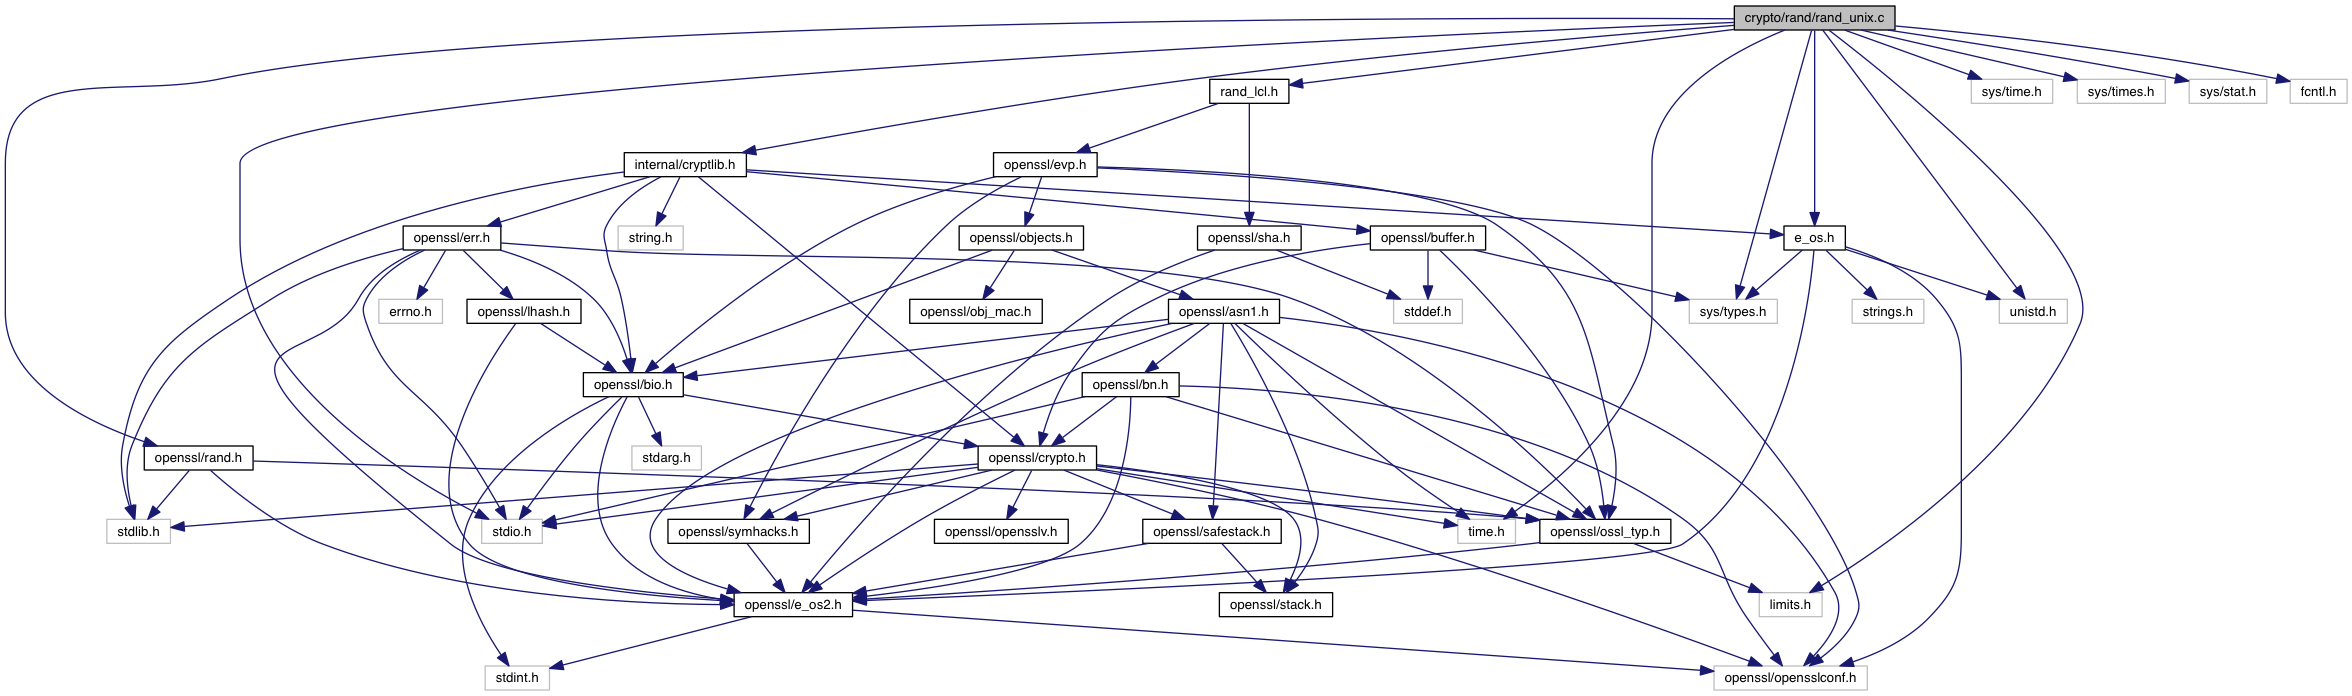 crypto/rand/rand_unix.c
rand_lcl.h
sys/time.h
sys/times.h
sys/stat.h
fcntl.h
internal/cryptlib.h
openssl/evp.h
openssl/err.h
string.h
openssl/objects.h
openssl/sha.h
openssl/buffer.h
e_os.h
errno.h
openssl/lhash.h
openssl/obj_mac.h
openssl/asn1.h
stddef.h
sys/types.h
strings.h
unistd.h
openssl/bio.h
openssl/bn.h
openssl/rand.h
stdarg.h
openssl/crypto.h
stdlib.h
stdio.h
openssl/symhacks.h
openssl/opensslv.h
openssl/safestack.h
time.h
openssl/ossl_typ.h
openssl/e_os2.h
openssl/stack.h
limits.h
stdint.h
openssl/opensslconf.h